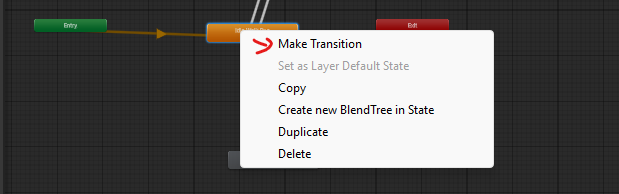 Entry
Exit
Make Transition
Set as Layer Default State
Copy
Create new BlendTree in State
Duplicate
Delete